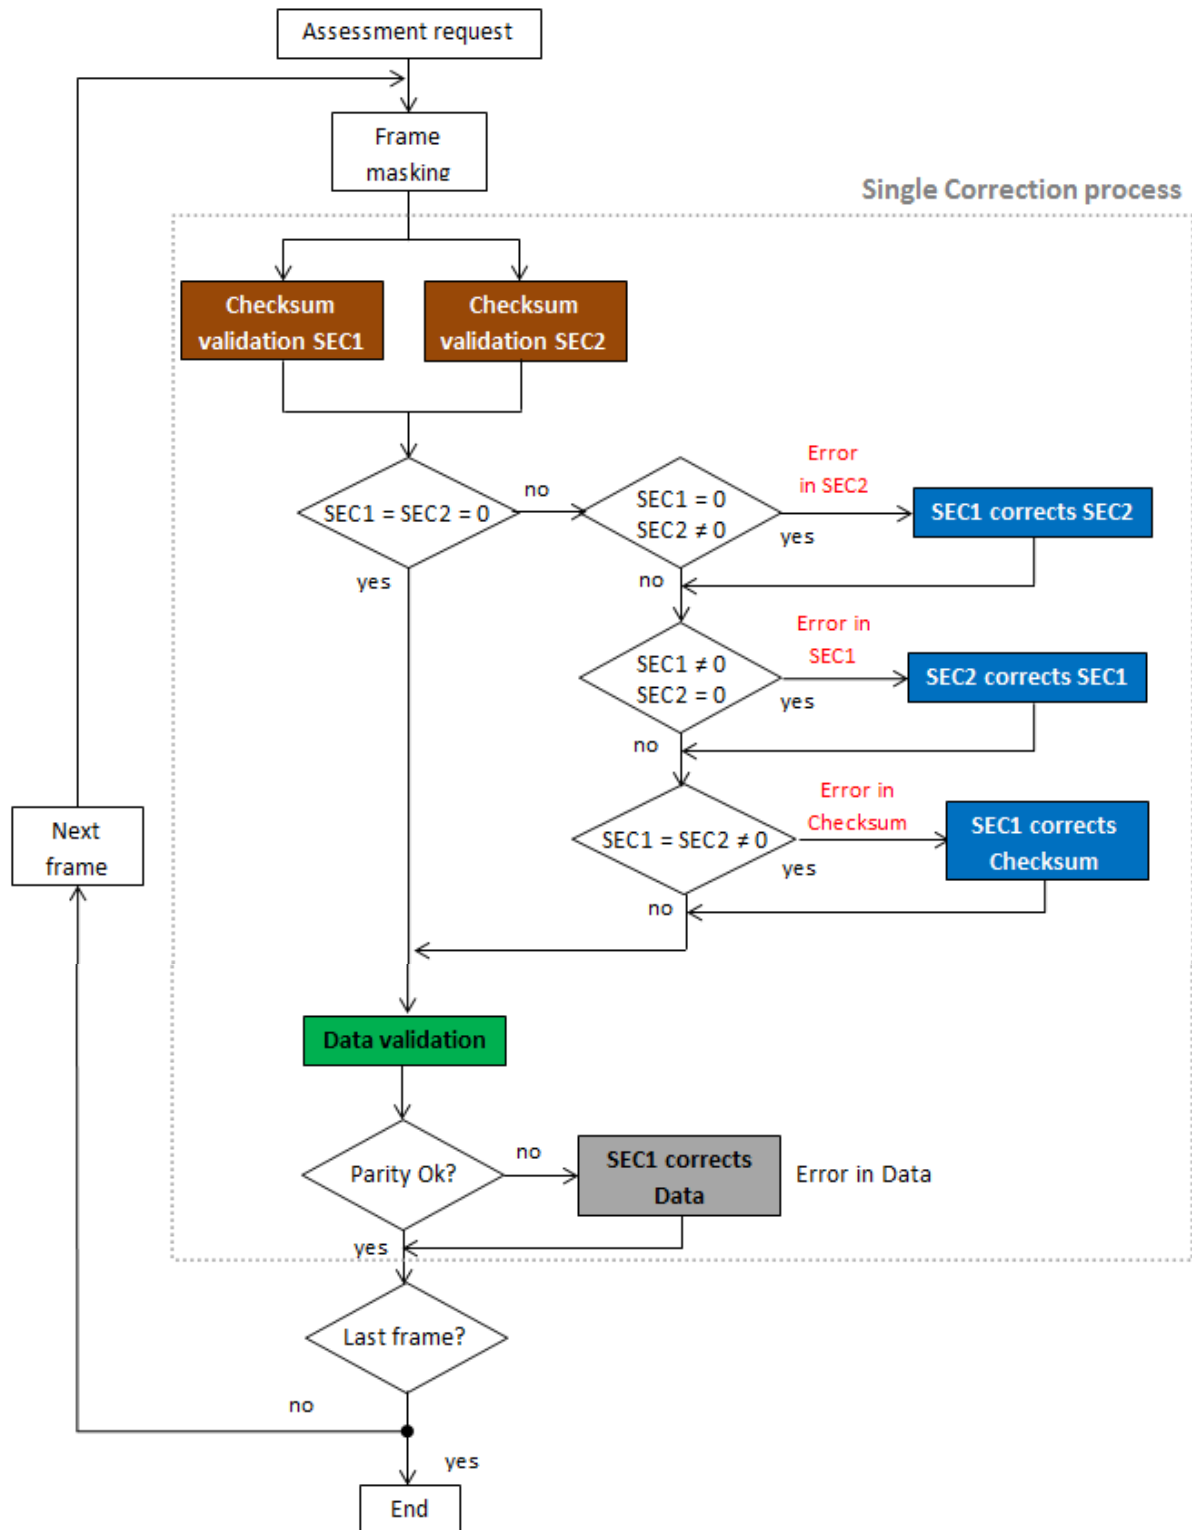 Assessment request
Frame
masking
Single Correction process
Checksum
validation SEC1
Checksum
validation SEC2
SEC1 = SEC2 = 0
no
yes
SEC1 = 0
SEC2 ≠ 0
Error
in SEC2
yes
no
SEC1 corrects SEC2
SEC1 ≠ 0
SEC2 = 0
Error in
SEC1
yes
no
SEC2 corrects SEC1
SEC1 = SEC2 ≠ 0
Error in
Checksum
yes
no
SEC1 corrects
Checksum
Next
frame
Data validation
Parity Ok?
no
yes
SEC1 corrects
Data
Error in Data
Last frame?
no
yes
End